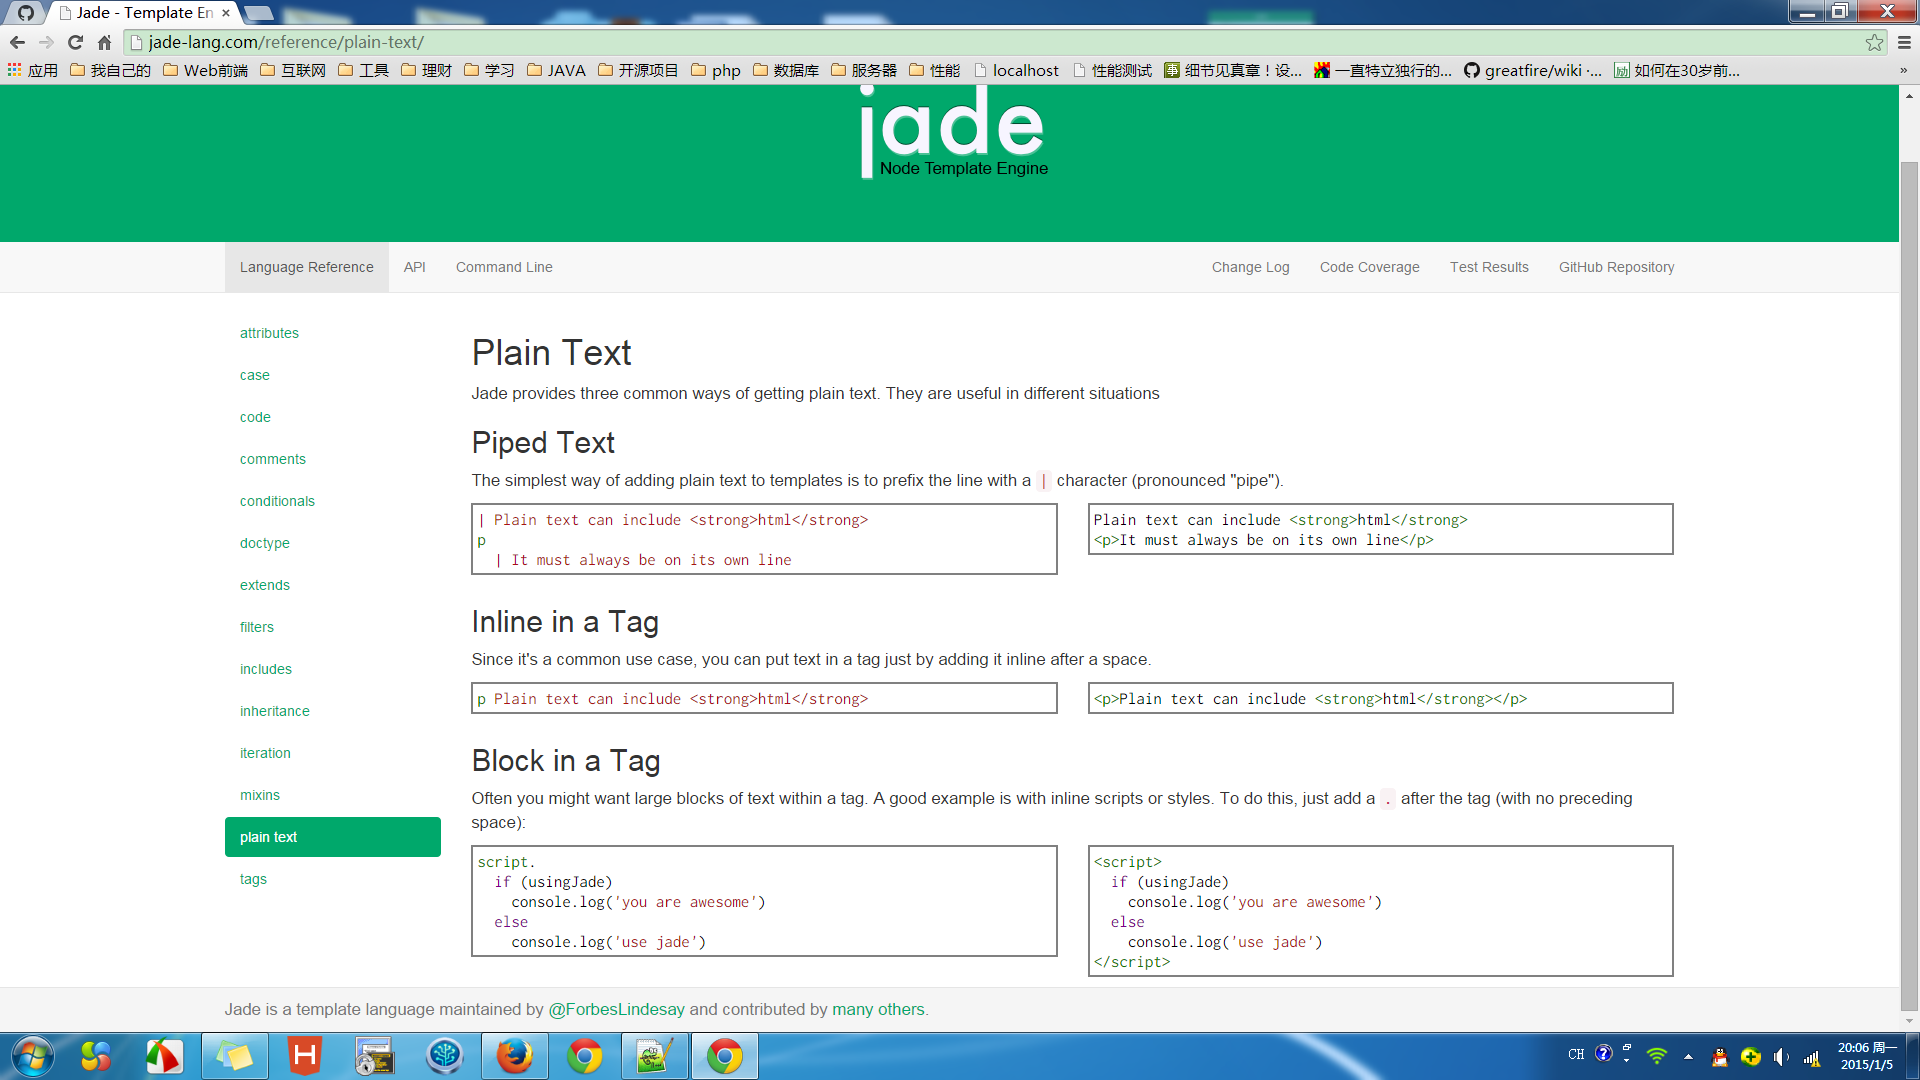 Jade - Template En
jade-lang.com/reference/plain-text/
应用 我自己的 Web前端 互联网 工具 理财 学习 JAVA 开源项目 php 数据库 服务器 性能 localhost 性能测试 细节见真章！设... 一直特立独行的... greatfire/wiki ·... 如何在30岁前... »
jade
Node Template Engine
Language Reference API Command Line Change Log Code Coverage Test Results GitHub Repository
attributes
case
code
comments
conditionals
doctype
extends
filters
includes
inheritance
iteration
mixins
plain text
tags
Plain Text
Jade provides three common ways of getting plain text. They are useful in different situations
Piped Text
The simplest way of adding plain text to templates is to prefix the line with a | character (pronounced "pipe").
| Plain text can include <strong>html</strong>
p
  | It must always be on its own line
Plain text can include <strong>html</strong>
<p>It must always be on its own line</p>
Inline in a Tag
Since it's a common use case, you can put text in a tag just by adding it inline after a space.
p Plain text can include <strong>html</strong>
<p>Plain text can include <strong>html</strong></p>
Block in a Tag
Often you might want large blocks of text within a tag. A good example is with inline scripts or styles. To do this, just add a . after the tag (with no preceding
space):
script.
  if (usingJade)
    console.log('you are awesome')
  else
    console.log('use jade')
<script>
  if (usingJade)
    console.log('you are awesome')
  else
    console.log('use jade')
</script>
Jade is a template language maintained by @ForbesLindesay and contributed by many others.
H
CH
20:06 周一
2015/1/5